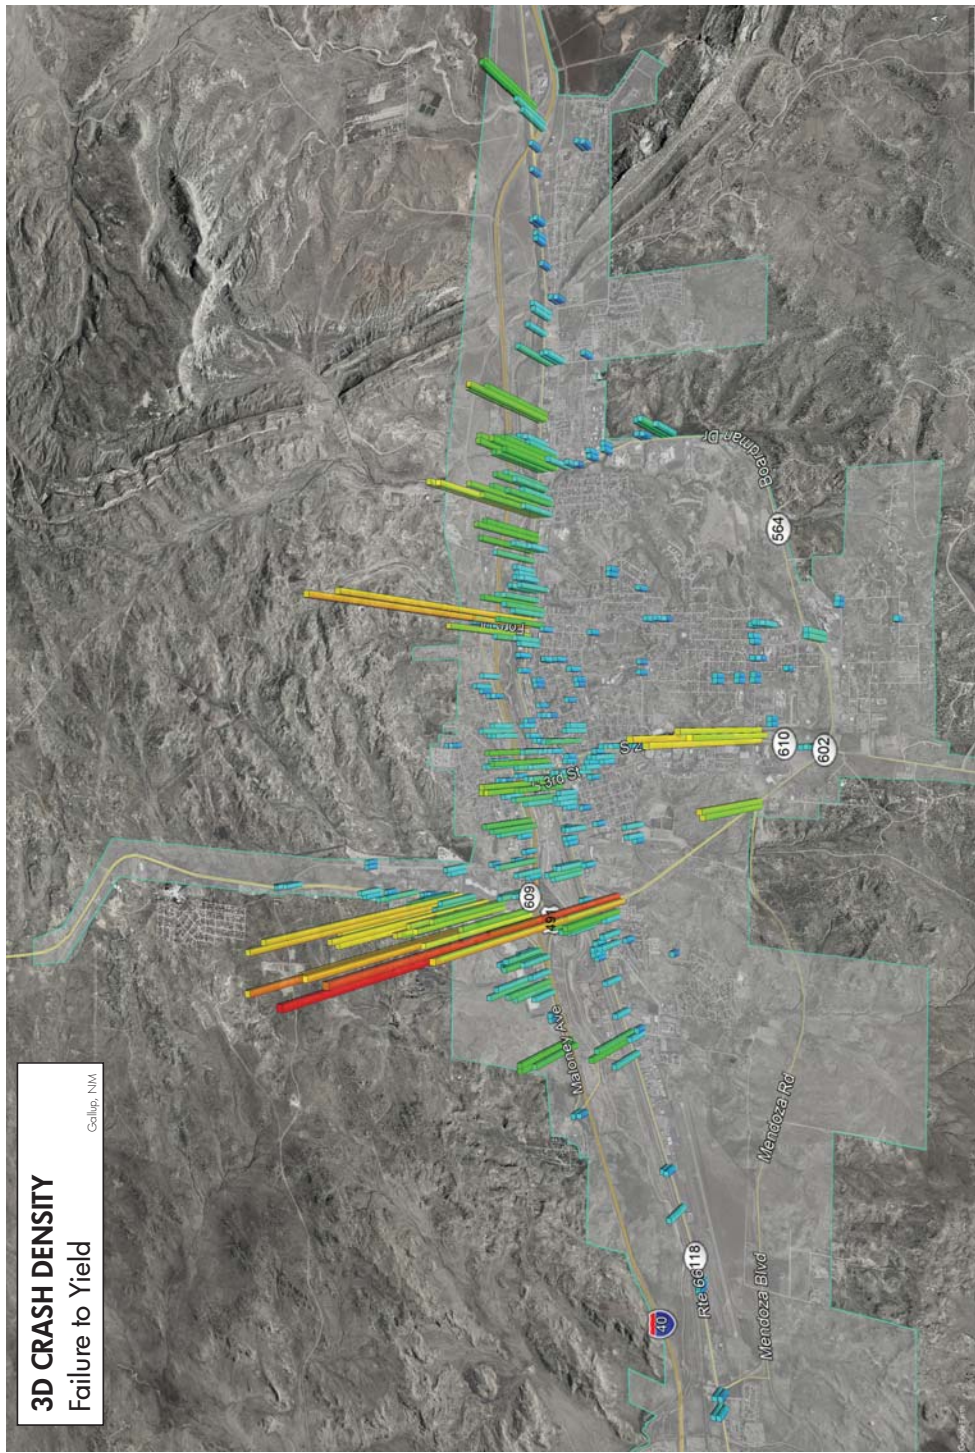 3D CRASH DENSITY
Failure to Yield
Gallup, NM
Boardman Dr
564
3rd St
610
602
609
491
Maloney Ave
Mendoza Rd
Rte 66
118
Mendoza Blvd
40